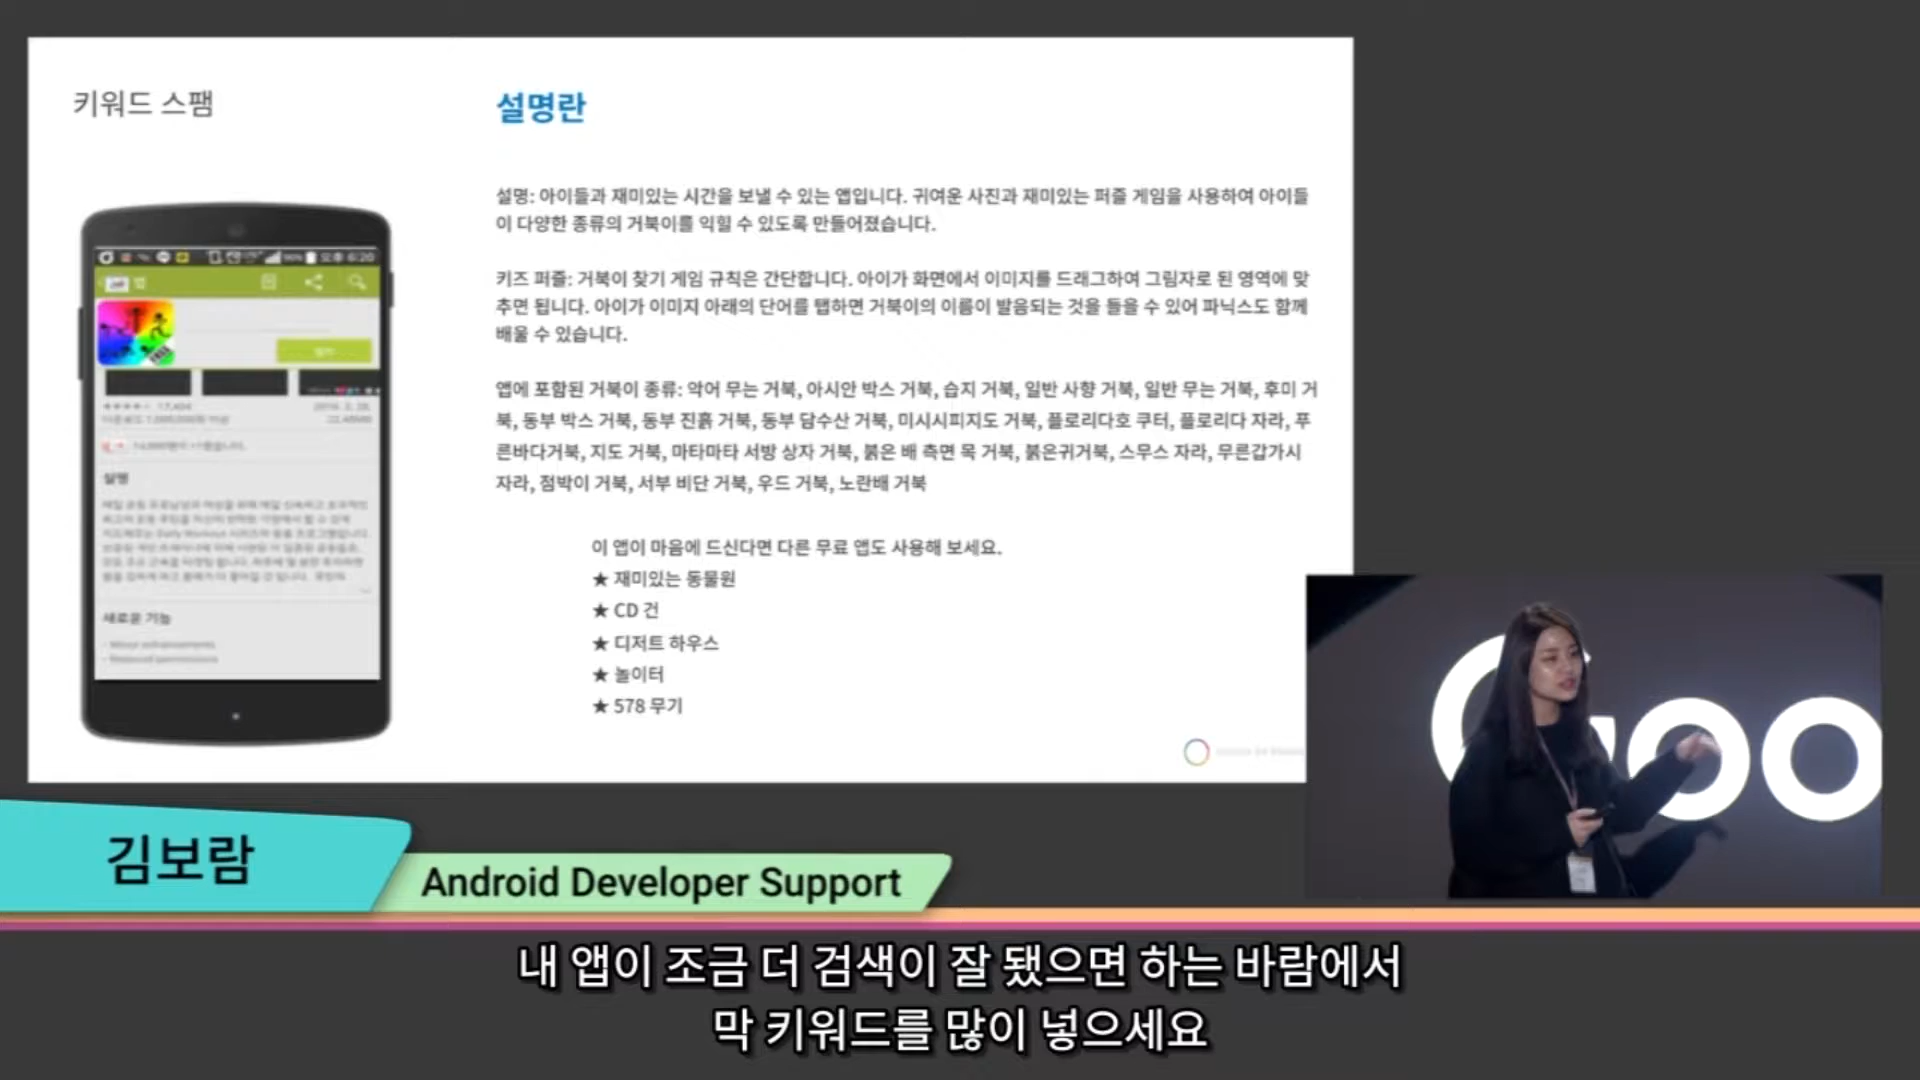 키워드 스팸
설명란
설명: 아이들과 재미있는 시간을 보낼 수 있는 앱입니다. 귀여운 사진과 재미있는 퍼즐 게임을 사용하여 아이들
이 다양한 종류의 거북이를 익힐 수 있도록 만들어졌습니다.
키즈 퍼즐: 거북이 찾기 게임 규칙은 간단합니다. 아이가 화면에서 이미지를 드래그하여 그림자로 된 영역에 맞
추면 됩니다. 아이가 이미지 아래의 단어를 탭하면 거북이의 이름이 발음되는 것을 들을 수 있어 파닉스도 함께
배울 수 있습니다.
앱에 포함된 거북이 종류: 악어 무는 거북, 아시안 박스 거북, 습지 거북, 일반 사향 거북, 일반 무는 거북, 후미 거
북, 동부 박스 거북, 동부 진흙 거북, 동부 담수산 거북, 미시시피지도 거북, 플로리다호 쿠터, 플로리다 자라, 푸
른바다거북, 지도 거북, 마타마타 서방 상자 거북, 붉은 배 측면 목 거북, 붉은귀거북, 스무스 자라, 무른갑가시
자라, 점박이 거북, 서부 비단 거북, 우드 거북, 노란배 거북
이 앱이 마음에 드신다면 다른 무료 앱도 사용해 보세요.
★ 재미있는 동물원
★ CD 건
★ 디저트 하우스
★ 놀이터
★ 578 무기
오후 6:20
설명
새로운 기능
Goo
김보람
Android Developer Support
내 앱이 조금 더 검색이 잘 됐으면 하는 바람에서
막 키워드를 많이 넣으세요